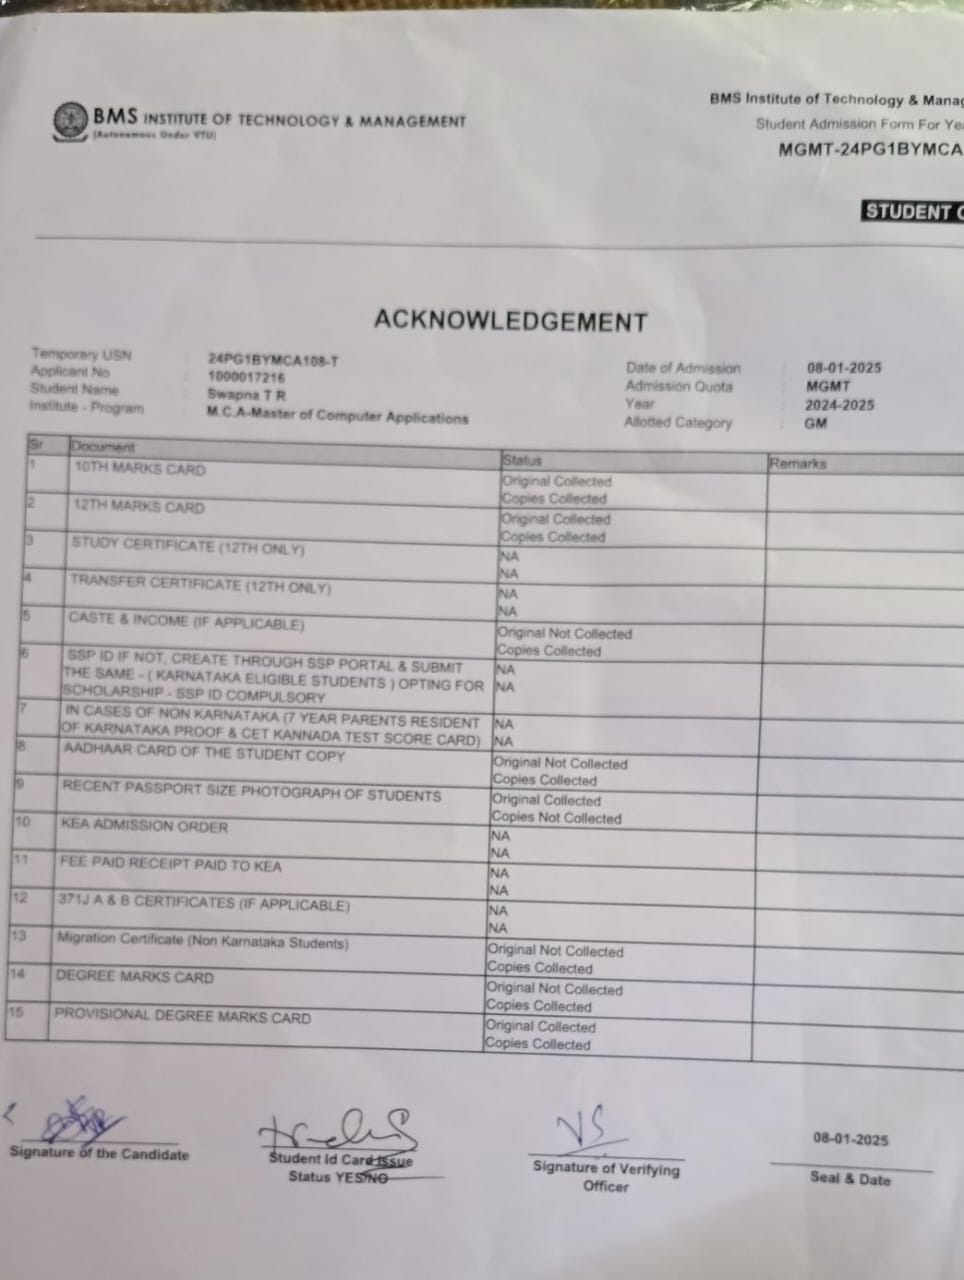 BMS INSTITUTE OF TECHNOLOGY & MANAGEMENT
(Autonomous Under VTU)
BMS Institute of Technology & Manag
Student Admission Form For Yea
MGMT-24PG1BYMCA
STUDENT C
ACKNOWLEDGEMENT
Temporary USN : 24PG1BYMCA108-T
Applicant No : 1000017216
Student Name : Swapna T R
Institute - Program : M.C.A-Master of Computer Applications
Date of Admission : 08-01-2025
Admission Quota : MGMT
Year : 2024-2025
Allotted Category : GM
Sr Document Status Remarks
1 10TH MARKS CARD Original Collected
Copies Collected
2 12TH MARKS CARD Original Collected
Copies Collected
3 STUDY CERTIFICATE (12TH ONLY) NA
NA
4 TRANSFER CERTIFICATE (12TH ONLY) NA
NA
5 CASTE & INCOME (IF APPLICABLE) Original Not Collected
Copies Collected
6 SSP ID IF NOT, CREATE THROUGH SSP PORTAL & SUBMIT NA
THE SAME - ( KARNATAKA ELIGIBLE STUDENTS ) OPTING FOR NA
SCHOLARSHIP - SSP ID COMPULSORY
7 IN CASES OF NON KARNATAKA (7 YEAR PARENTS RESIDENT NA
OF KARNATAKA PROOF & CET KANNADA TEST SCORE CARD) NA
8 AADHAAR CARD OF THE STUDENT COPY Original Not Collected
Copies Collected
9 RECENT PASSPORT SIZE PHOTOGRAPH OF STUDENTS Original Collected
Copies Not Collected
10 KEA ADMISSION ORDER NA
NA
11 FEE PAID RECEIPT PAID TO KEA NA
NA
12 371J A & B CERTIFICATES (IF APPLICABLE) NA
NA
13 Migration Certificate (Non Karnataka Students) Original Not Collected
Copies Collected
14 DEGREE MARKS CARD Original Not Collected
Copies Collected
15 PROVISIONAL DEGREE MARKS CARD Original Collected
Copies Collected
VS
08-01-2025
Signature of the Candidate
Student Id Card Issue
Status YES/NO
Signature of Verifying
Officer
Seal & Date